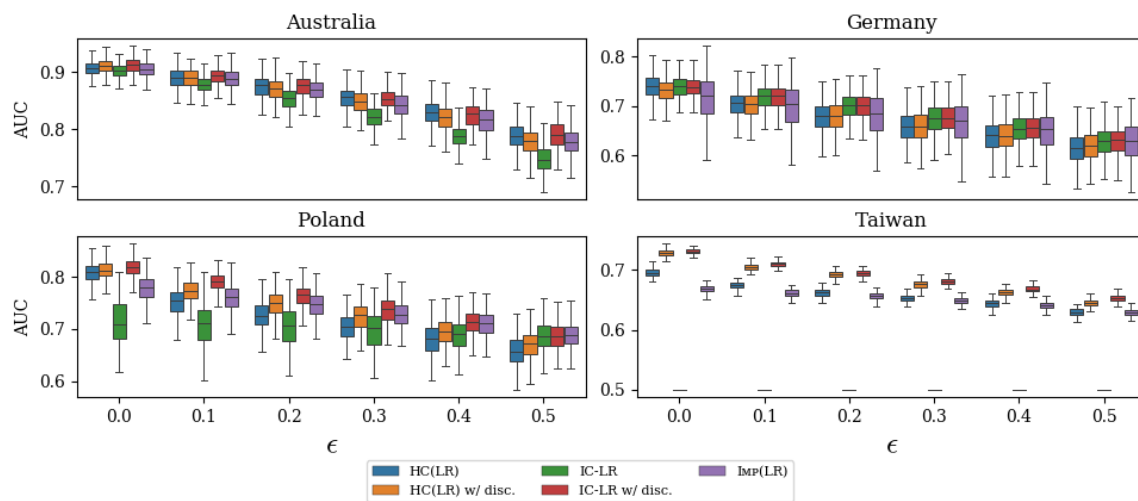 Australia
Germany
AUC
0.9
0.8
0.7
0.8
0.7
0.6
Poland
Taiwan
AUC
0.8
0.7
0.6
0.7
0.6
0.5
0.0 0.1 0.2 0.3 0.4 0.5
0.0 0.1 0.2 0.3 0.4 0.5
ϵ
ϵ
HC(LR) IC-LR Imp(LR)
HC(LR) w/ disc. IC-LR w/ disc.